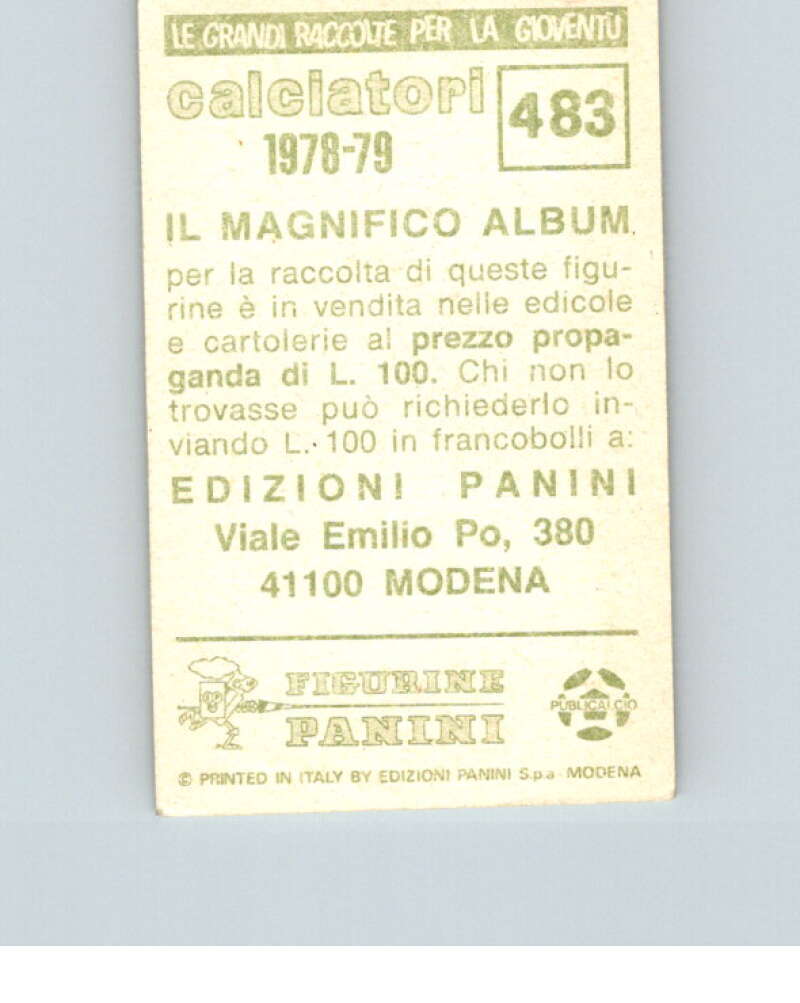 LE GRANDI RACCOLTE PER LA GIOVENTÙ
calciatori
483
1978-79
IL MAGNIFICO ALBUM
per la raccolta di queste figu-
rine è in vendita nelle edicole
e cartolerie al prezzo propa-
ganda di L. 100. Chi non lo
trovasse può richiederlo in-
viando L. 100 in francobolli a:
EDIZIONI PANINI
Viale Emilio Po, 380
41100 MODENA
FIGURINE
PANINI
PUBLICALCIO
© PRINTED IN ITALY BY EDIZIONI PANINI S.p.a. MODENA